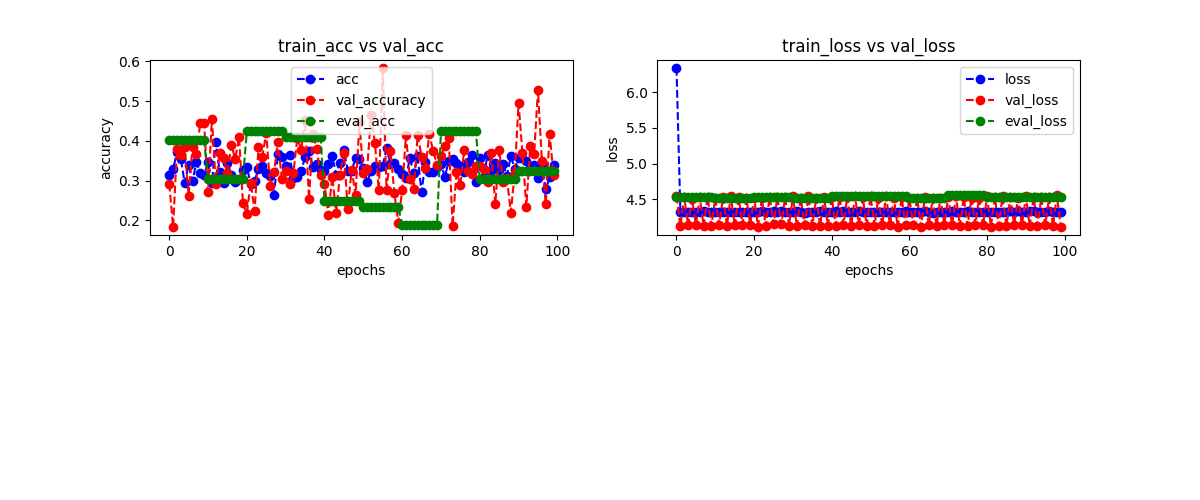 train_acc vs val_acc
accuracy
0.6
0.5
0.4
0.3
0.2
acc
val_accuracy
eval_acc
0 20 40 60 80 100
epochs
train_loss vs val_loss
loss
6.0
5.5
5.0
4.5
loss
val_loss
eval_loss
0 20 40 60 80 100
epochs